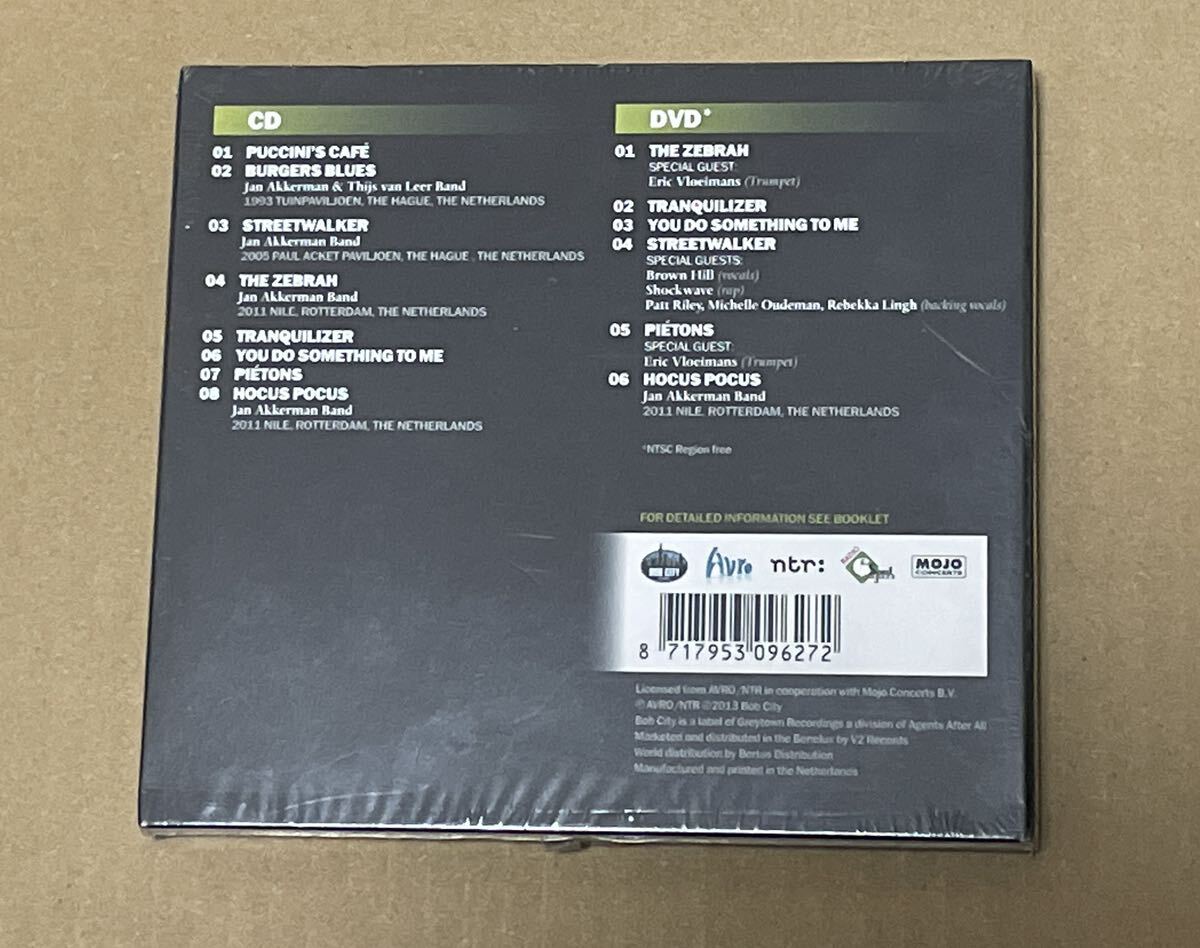 CD
01 PUCCINI'S CAFÉ
02 BURGERS BLUES
Jan Akkerman & Thijs van Leer Band
1993 TUINPAVILJOEN, THE HAGUE, THE NETHERLANDS
03 STREETWALKER
Jan Akkerman Band
2005 PAUL ACKET PAVILJOEN, THE HAGUE, THE NETHERLANDS
04 THE ZEBRAH
Jan Akkerman Band
2011 NILE, ROTTERDAM, THE NETHERLANDS
05 TRANQUILIZER
06 YOU DO SOMETHING TO ME
07 PIÉTONS
08 HOCUS POCUS
Jan Akkerman Band
2011 NILE, ROTTERDAM, THE NETHERLANDS
DVD*
01 THE ZEBRAH
SPECIAL GUEST:
Eric Vloeimans (Trumpet)
02 TRANQUILIZER
03 YOU DO SOMETHING TO ME
04 STREETWALKER
SPECIAL GUESTS:
Brown Hill (vocals)
Shockwave (rap)
Patt Riley, Michelle Oudeman, Rebekka Lingh (backing vocals)
05 PIÉTONS
SPECIAL GUEST:
Eric Vloeimans (Trumpet)
06 HOCUS POCUS
Jan Akkerman Band
2011 NILE, ROTTERDAM, THE NETHERLANDS
*NTSC Region free
FOR DETAILED INFORMATION SEE BOOKLET
BOB CITY Avro ntr: RADIO MOJO CONCERTS
8 717953 096272
Licensed from AVRO/NTR in cooperation with Mojo Concerts B.V.
℗ AVRO/NTR © 2013 Bob City
Bob City is a label of Greytown Recordings a division of Agents After All
Marketed and distributed in the Benelux by V2 Records
World distribution by Bertus Distribution
Manufactured and printed in the Netherlands